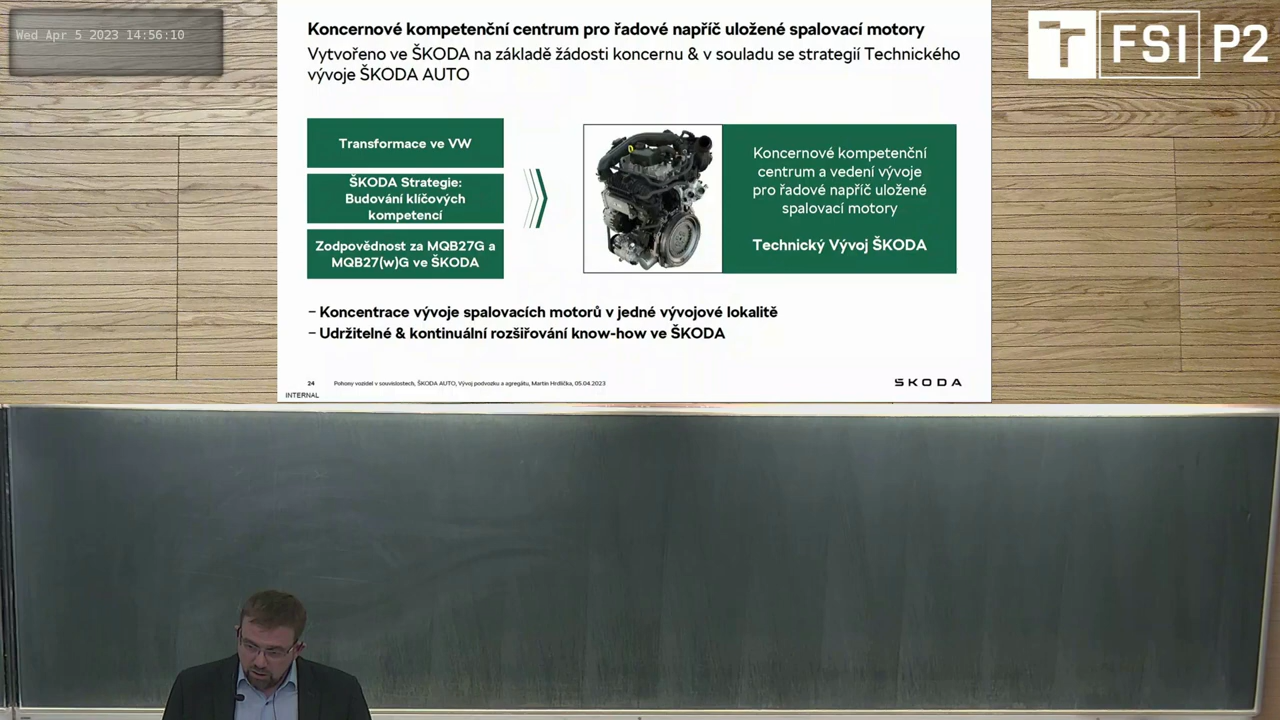 Wed Apr 5 2023 14:56:10
FSI P2
Koncernové kompetenční centrum pro řadové napříč uložené spalovací motory
Vytvořeno ve ŠKODA na základě žádosti koncernu & v souladu se strategií Technického
vývoje ŠKODA AUTO
Transformace ve VW
ŠKODA Strategie:
Budování klíčových
kompetencí
Zodpovědnost za MQB27G a
MQB27(w)G ve ŠKODA
Koncernové kompetenční
centrum a vedení vývoje
pro řadové napříč uložené
spalovací motory
Technický Vývoj ŠKODA
– Koncentrace vývoje spalovacích motorů v jedné vývojové lokalitě
– Udržitelné & kontinuální rozšiřování know-how ve ŠKODA
24 Pohony vozidel v souvislostech, ŠKODA AUTO, Vývoj podvozku a agregátu, Martin Hrdlička, 05.04.2023
ŠKODA
INTERNAL